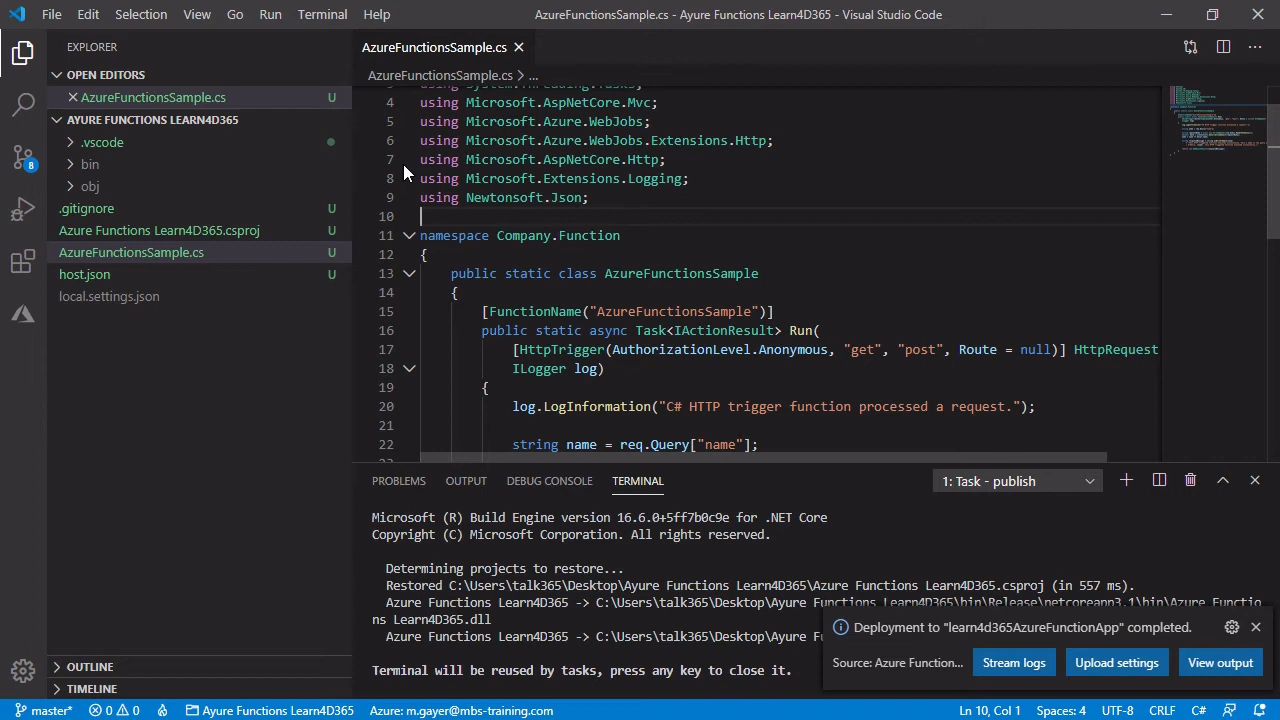 File Edit Selection View Go Run Terminal Help AzureFunctionsSample.cs - Ayure Functions Learn4D365 - Visual Studio Code
EXPLORER
OPEN EDITORS
AzureFunctionsSample.cs U
AYURE FUNCTIONS LEARN4D365
.vscode
bin
obj
.gitignore U
Azure Functions Learn4D365.csproj U
AzureFunctionsSample.cs U
host.json U
local.settings.json
OUTLINE
TIMELINE
8
AzureFunctionsSample.cs
AzureFunctionsSample.cs > ...
3 using System.Threading.Tasks;
4 using Microsoft.AspNetCore.Mvc;
5 using Microsoft.Azure.WebJobs;
6 using Microsoft.Azure.WebJobs.Extensions.Http;
7 using Microsoft.AspNetCore.Http;
8 using Microsoft.Extensions.Logging;
9 using Newtonsoft.Json;
10
11 namespace Company.Function
12 {
13 public static class AzureFunctionsSample
14 {
15 [FunctionName("AzureFunctionsSample")]
16 public static async Task<IActionResult> Run(
17 [HttpTrigger(AuthorizationLevel.Anonymous, "get", "post", Route = null)] HttpRequest
18 ILogger log)
19 {
20 log.LogInformation("C# HTTP trigger function processed a request.");
21
22 string name = req.Query["name"];
PROBLEMS OUTPUT DEBUG CONSOLE TERMINAL 1: Task - publish
Microsoft (R) Build Engine version 16.6.0+5ff7b0c9e for .NET Core
Copyright (C) Microsoft Corporation. All rights reserved.
Determining projects to restore...
Restored C:\Users\talk365\Desktop\Ayure Functions Learn4D365\Azure Functions Learn4D365.csproj (in 557 ms).
Azure Functions Learn4D365 -> C:\Users\talk365\Desktop\Ayure Functions Learn4D365\bin\Release\netcoreapp3.1\bin\Azure Functio
ns Learn4D365.dll
Azure Functions Learn4D365 -> C:\Users\talk365\Desktop\Ayure F
Terminal will be reused by tasks, press any key to close it.
Deployment to "learn4d365AzureFunctionApp" completed.
Source: Azure Function... Stream logs Upload settings View output
master* 0 0 Ayure Functions Learn4D365 Azure: m.gayer@mbs-training.com Ln 10, Col 1 Spaces: 4 UTF-8 CRLF C#